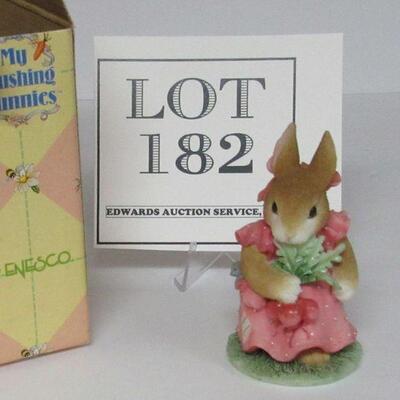 My
ushing
unnies
ENESCO
LOT
182
EDWARDS AUCTION SERVICE,